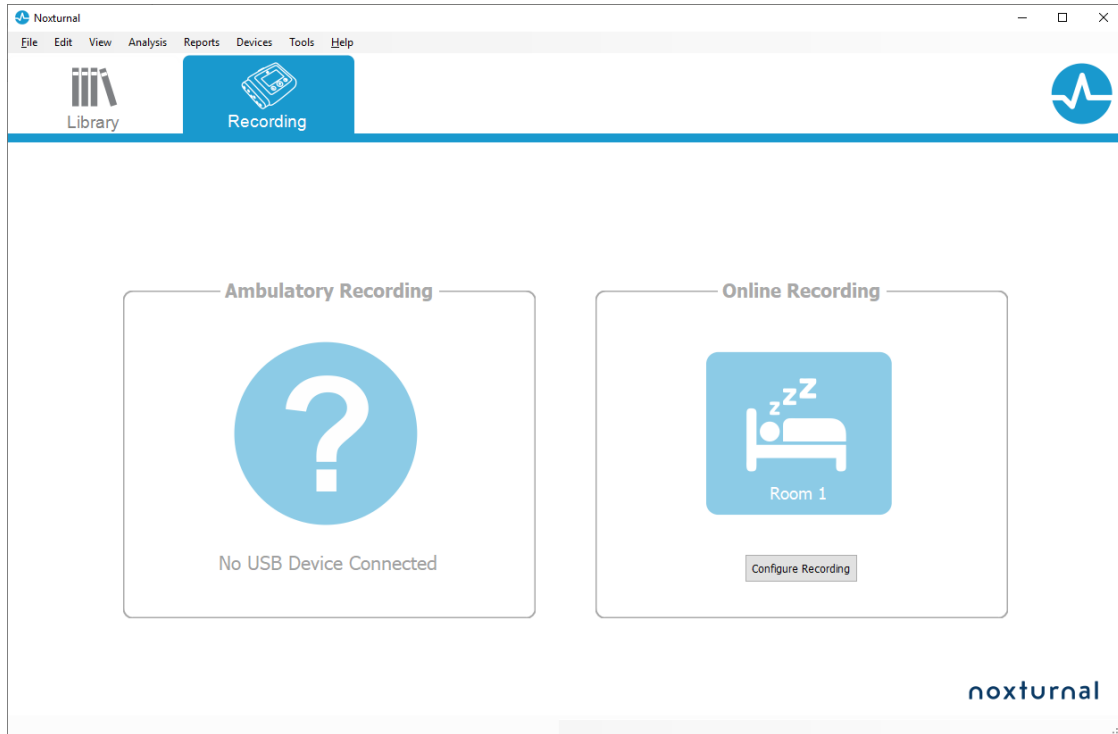 Noxturnal
File Edit View Analysis Reports Devices Tools Help
Library
Recording
Ambulatory Recording
?
No USB Device Connected
Online Recording
zzZ
Room 1
Configure Recording
noxturnal